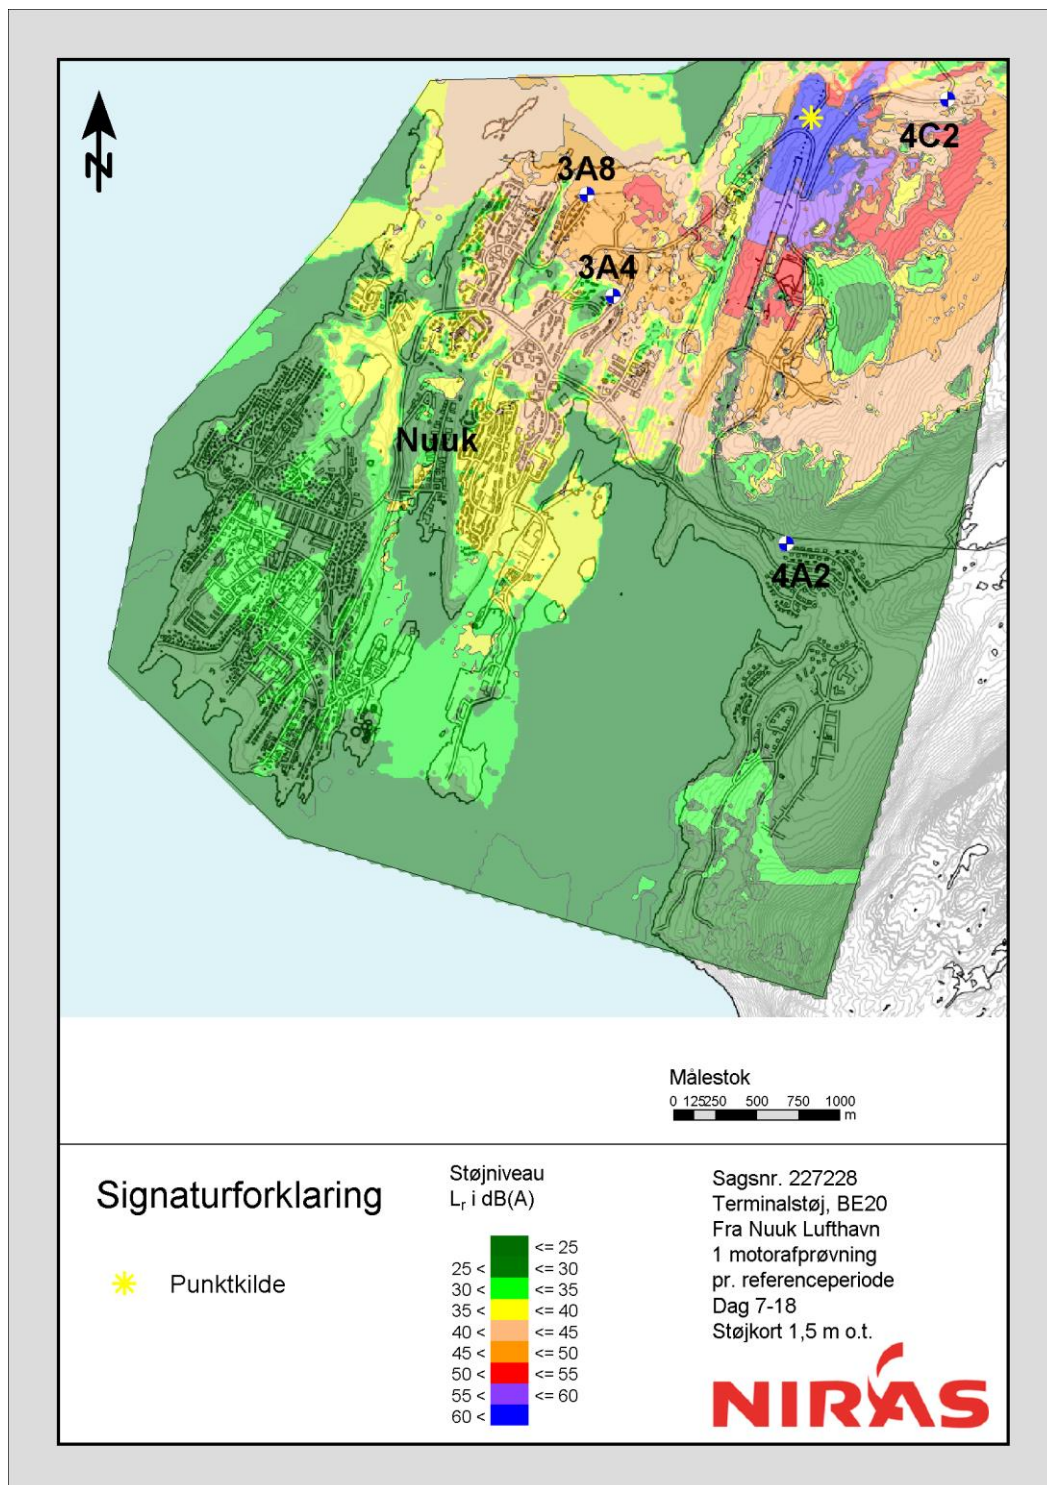 N
4C2
3A8
3A4
Nuuk
4A2
Målestok
0 125250 500 750 1000
m
Signaturforklaring
Punktkilde
Støjniveau
Lr i dB(A)
<= 25
25 < <= 30
30 < <= 35
35 < <= 40
40 < <= 45
45 < <= 50
50 < <= 55
55 < <= 60
60 <
Sagsnr. 227228
Terminalstøj, BE20
Fra Nuuk Lufthavn
1 motorafprøvning
pr. referenceperiode
Dag 7-18
Støjkort 1,5 m o.t.
NIRAS